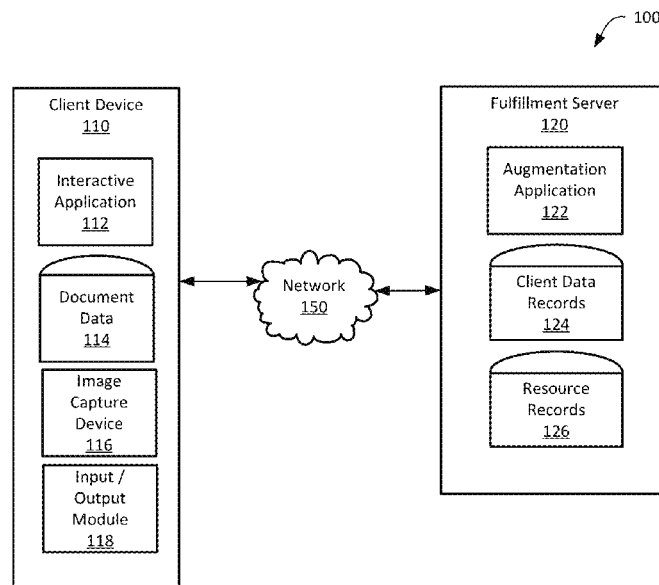 100
Client Device
110
Interactive
Application
112
Document
Data
114
Image
Capture
Device
116
Input /
Output
Module
118
Network
150
Fulfillment Server
120
Augmentation
Application
122
Client Data
Records
124
Resource
Records
126